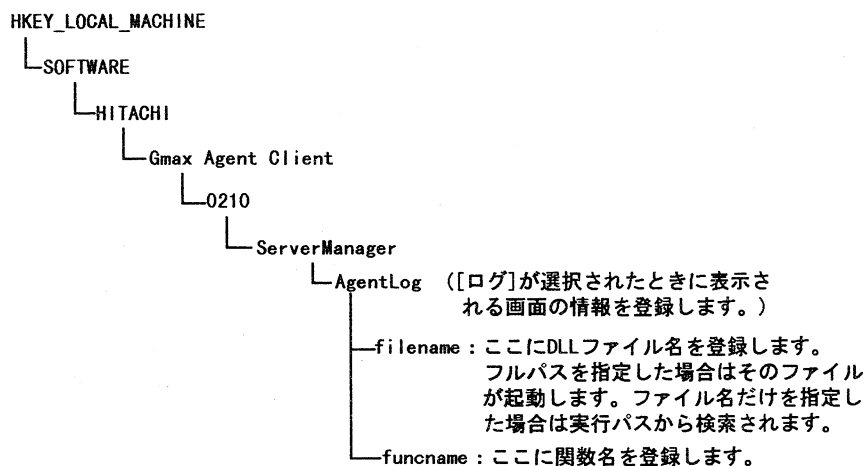 HKEY_LOCAL_MACHINE
SOFTWARE
HITACHI
Gmax Agent Client
0210
ServerManager
AgentLog ([ログ]が選択されたときに表示さ
れる画面の情報を登録します。)
filename:ここにDLLファイル名を登録します。
フルパスを指定した場合はそのファイル
が起動します。ファイル名だけを指定し
た場合は実行パスから検索されます。
funcname:ここに関数名を登録します。